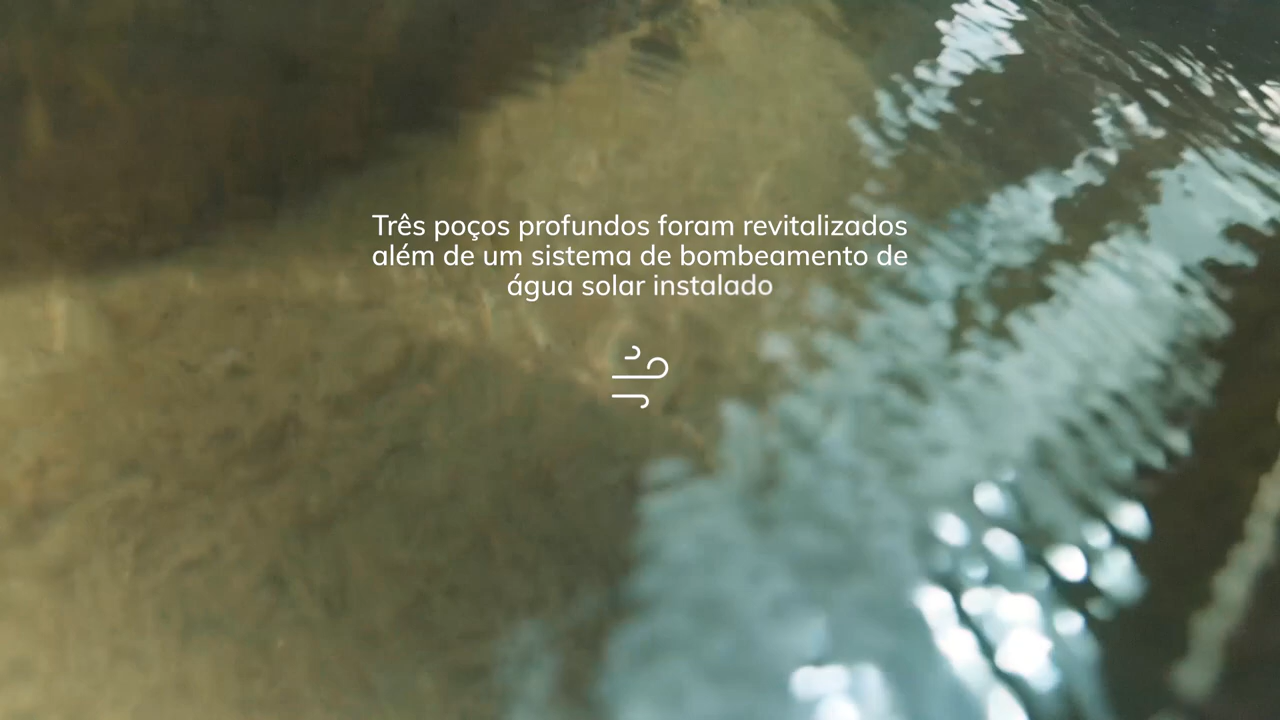 Três poços profundos foram revitalizados
além de um sistema de bombeamento de
água solar instalado